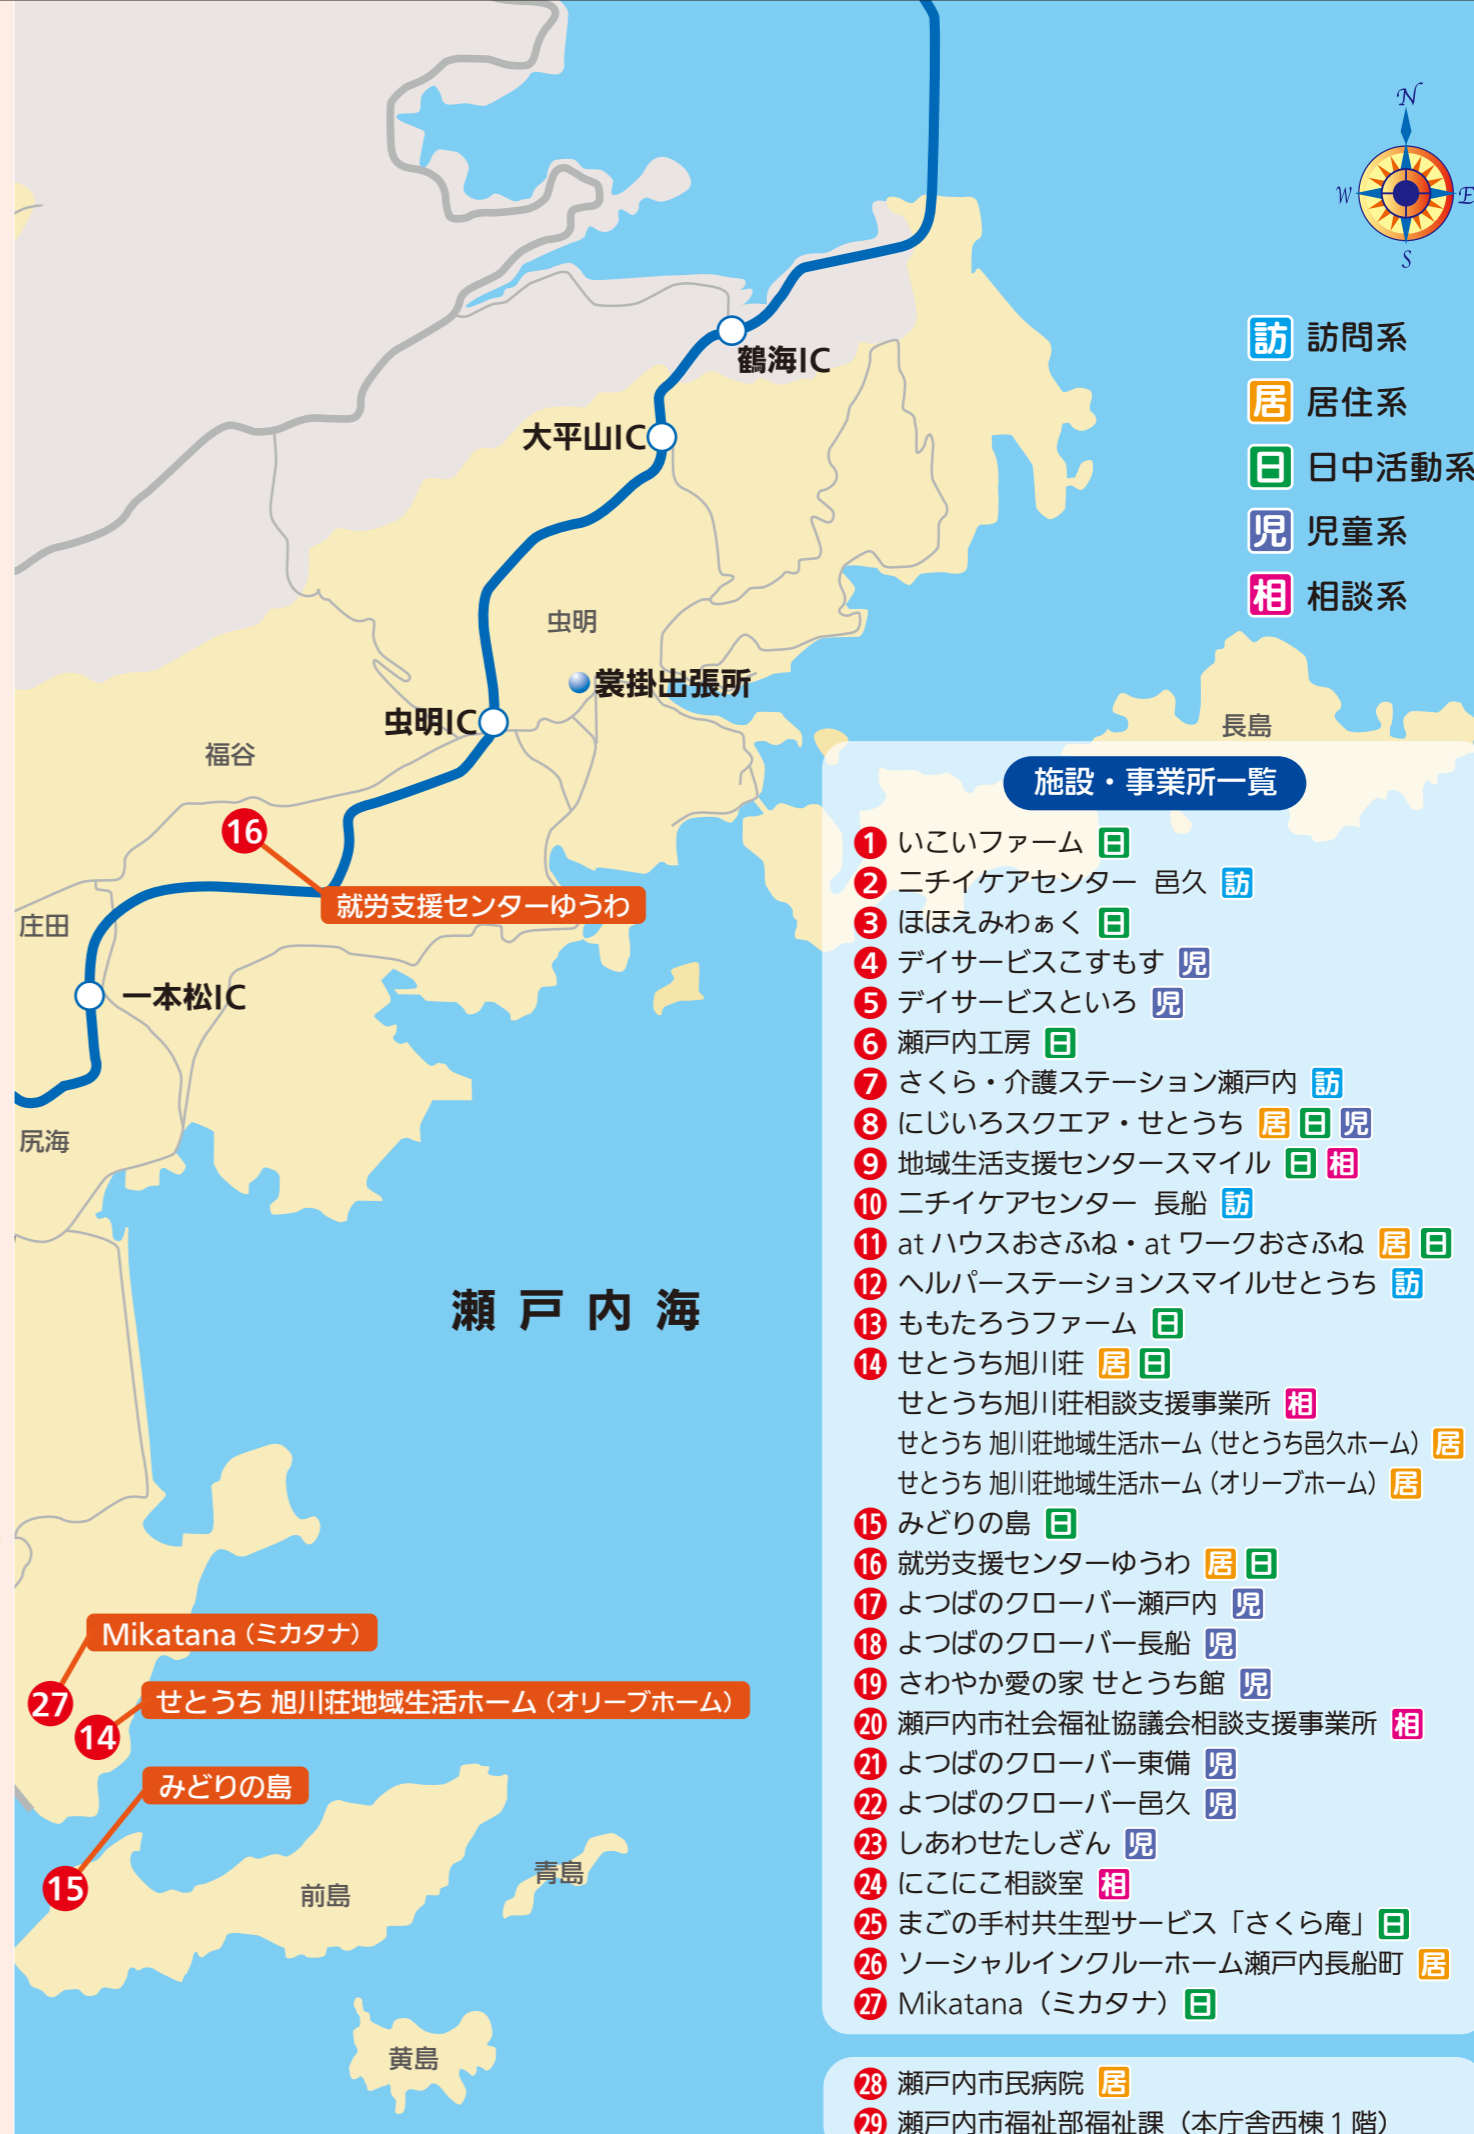 N
W
E
S
訪 訪問系
居 居住系
日 日中活動系
児 児童系
相 相談系
鶴海IC
大平山IC
虫明
裳掛出張所
虫明IC
福谷
長島
16
就労支援センターゆうわ
庄田
一本松IC
尻海
瀬戸内海
Mikatana（ミカタナ）
27
せとうち 旭川荘地域生活ホーム（オリーブホーム）
14
みどりの島
15
前島
青島
黄島
施設・事業所一覧
1 いこいファーム 日
2 ニチイケアセンター 邑久 訪
3 ほほえみわぁく 日
4 デイサービスこすもす 児
5 デイサービスといろ 児
6 瀬戸内工房 日
7 さくら・介護ステーション瀬戸内 訪
8 にじいろスクエア・せとうち 居 日 児
9 地域生活支援センタースマイル 日 相
10 ニチイケアセンター 長船 訪
11 at ハウスおさふね・at ワークおさふね 居 日
12 ヘルパーステーションスマイルせとうち 訪
13 ももたろうファーム 日
14 せとうち旭川荘 居 日
せとうち旭川荘相談支援事業所 相
せとうち 旭川荘地域生活ホーム（せとうち邑久ホーム） 居
せとうち 旭川荘地域生活ホーム（オリーブホーム） 居
15 みどりの島 日
16 就労支援センターゆうわ 居 日
17 よつばのクローバー瀬戸内 児
18 よつばのクローバー長船 児
19 さわやか愛の家 せとうち館 児
20 瀬戸内市社会福祉協議会相談支援事業所 相
21 よつばのクローバー東備 児
22 よつばのクローバー邑久 児
23 しあわせたしざん 児
24 にこにこ相談室 相
25 まごの手村共生型サービス「さくら庵」 日
26 ソーシャルインクルーホーム瀬戸内長船町 居
27 Mikatana（ミカタナ） 日
28 瀬戸内市民病院 居
29 瀬戸内市福祉部福祉課（本庁舎西棟１階）